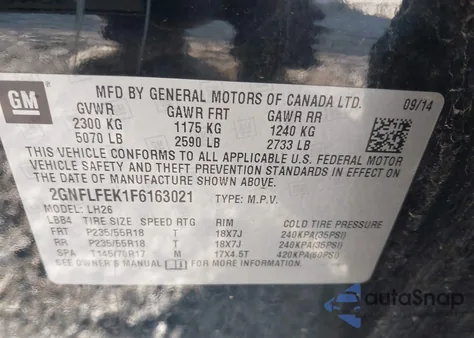 GM
MFD BY GENERAL MOTORS OF CANADA LTD.
09/14
GVWR GAWR FRT GAWR RR
2300 KG 1175 KG 1240 KG
5070 LB 2590 LB 2733 LB
THIS VEHICLE CONFORMS TO ALL APPLICABLE U.S. FEDERAL MOTOR
VEHICLE SAFETY AND THEFT PREVENTION STANDARDS IN EFFECT ON THE
DATE OF MANUFACTURE SHOWN ABOVE.
2GNFLFEK1F6163021 TYPE: M.P.V.
MODEL: LH26
LBB4 TIRE SIZE SPEED RTG RIM COLD TIRE PRESSURE
FRT P235/55R18 T 18X7J 240KPA(35PSI)
RR P235/55R18 T 18X7J 240KPA(35PSI)
SPA T145/70R17 M 17X4.5T 420KPA(60PSI)
SEE OWNER'S MANUAL FOR MORE INFORMATION.
autoSnap